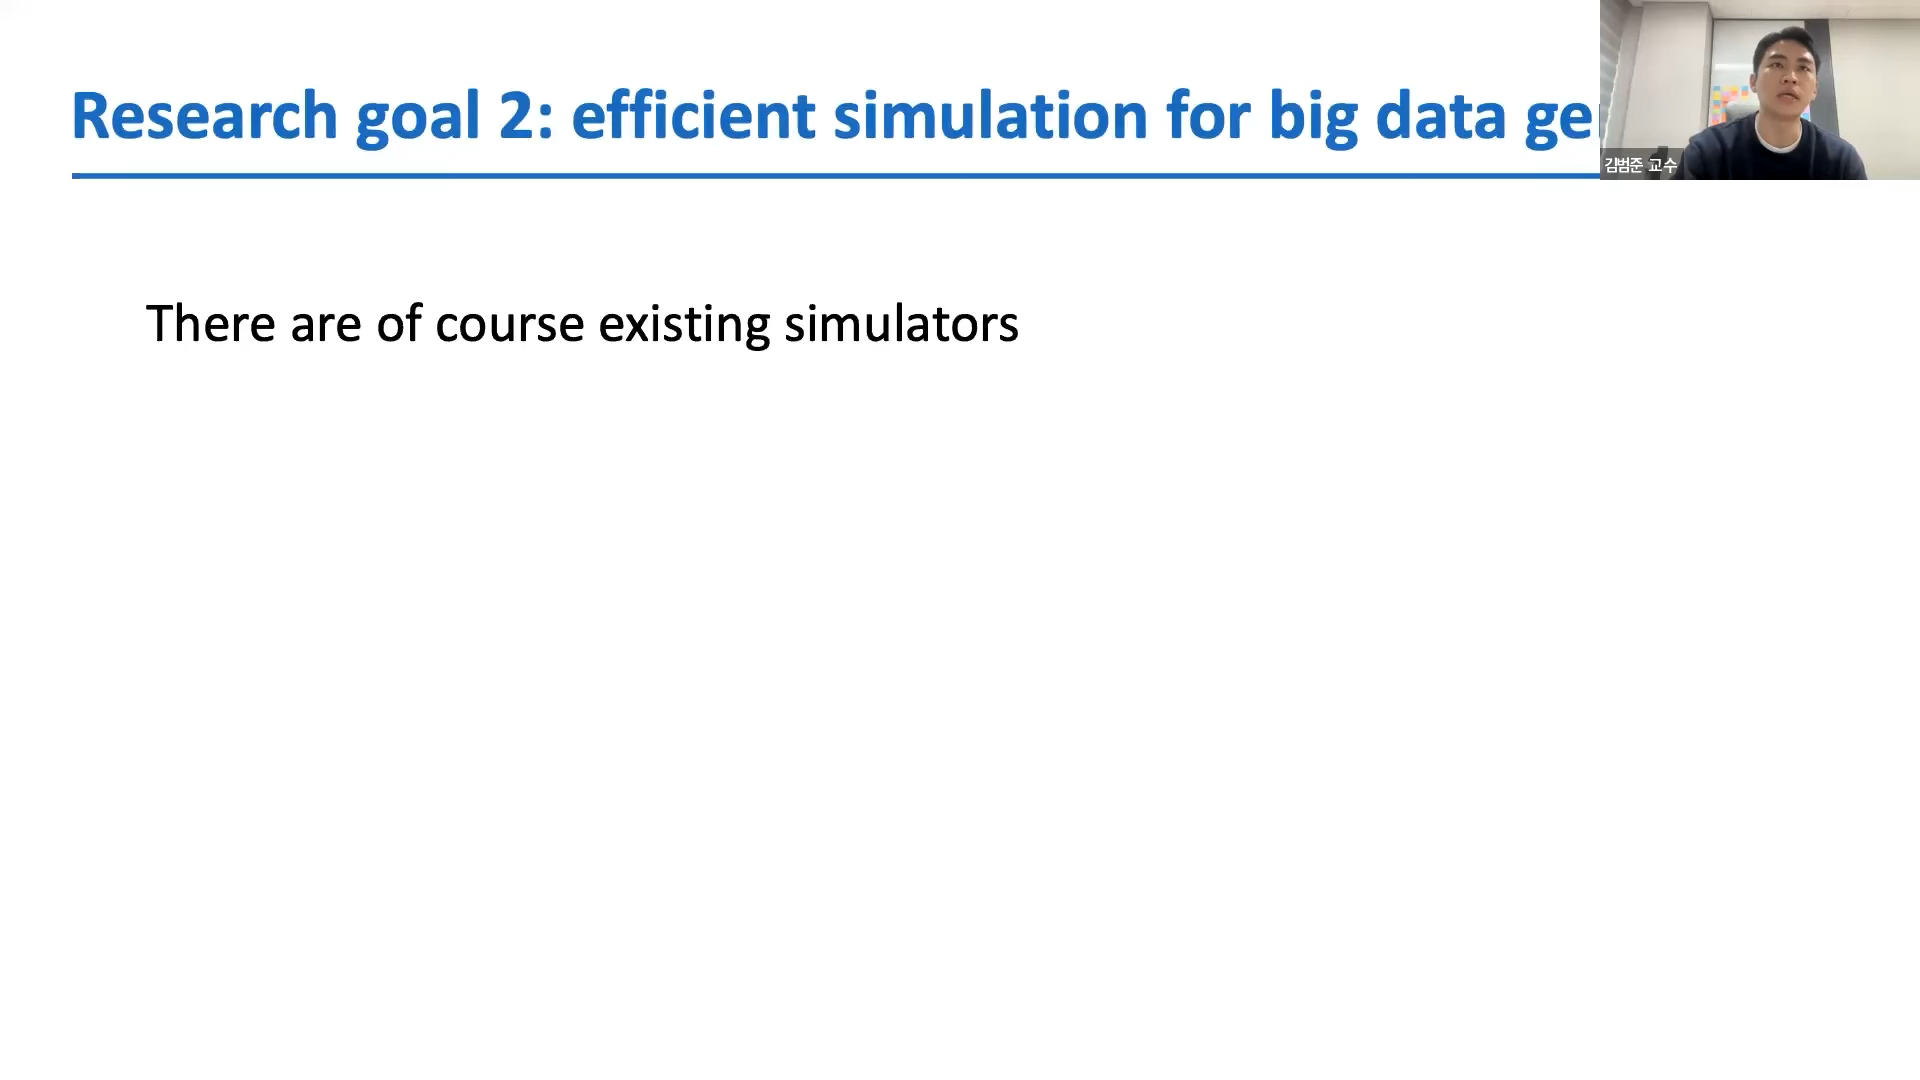 Research goal 2: efficient simulation for big data ge
김범준 교수
There are of course existing simulators